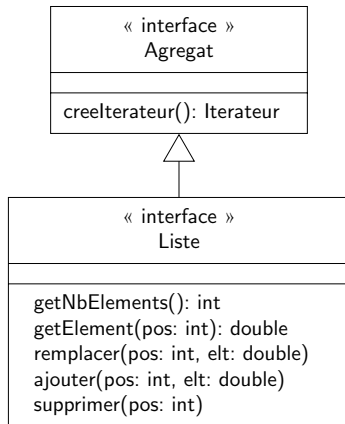 « interface »
Agregat
creeIterateur(): Iterateur
« interface »
Liste
getNbElements(): int
getElement(pos: int): double
remplacer(pos: int, elt: double)
ajouter(pos: int, elt: double)
supprimer(pos: int)